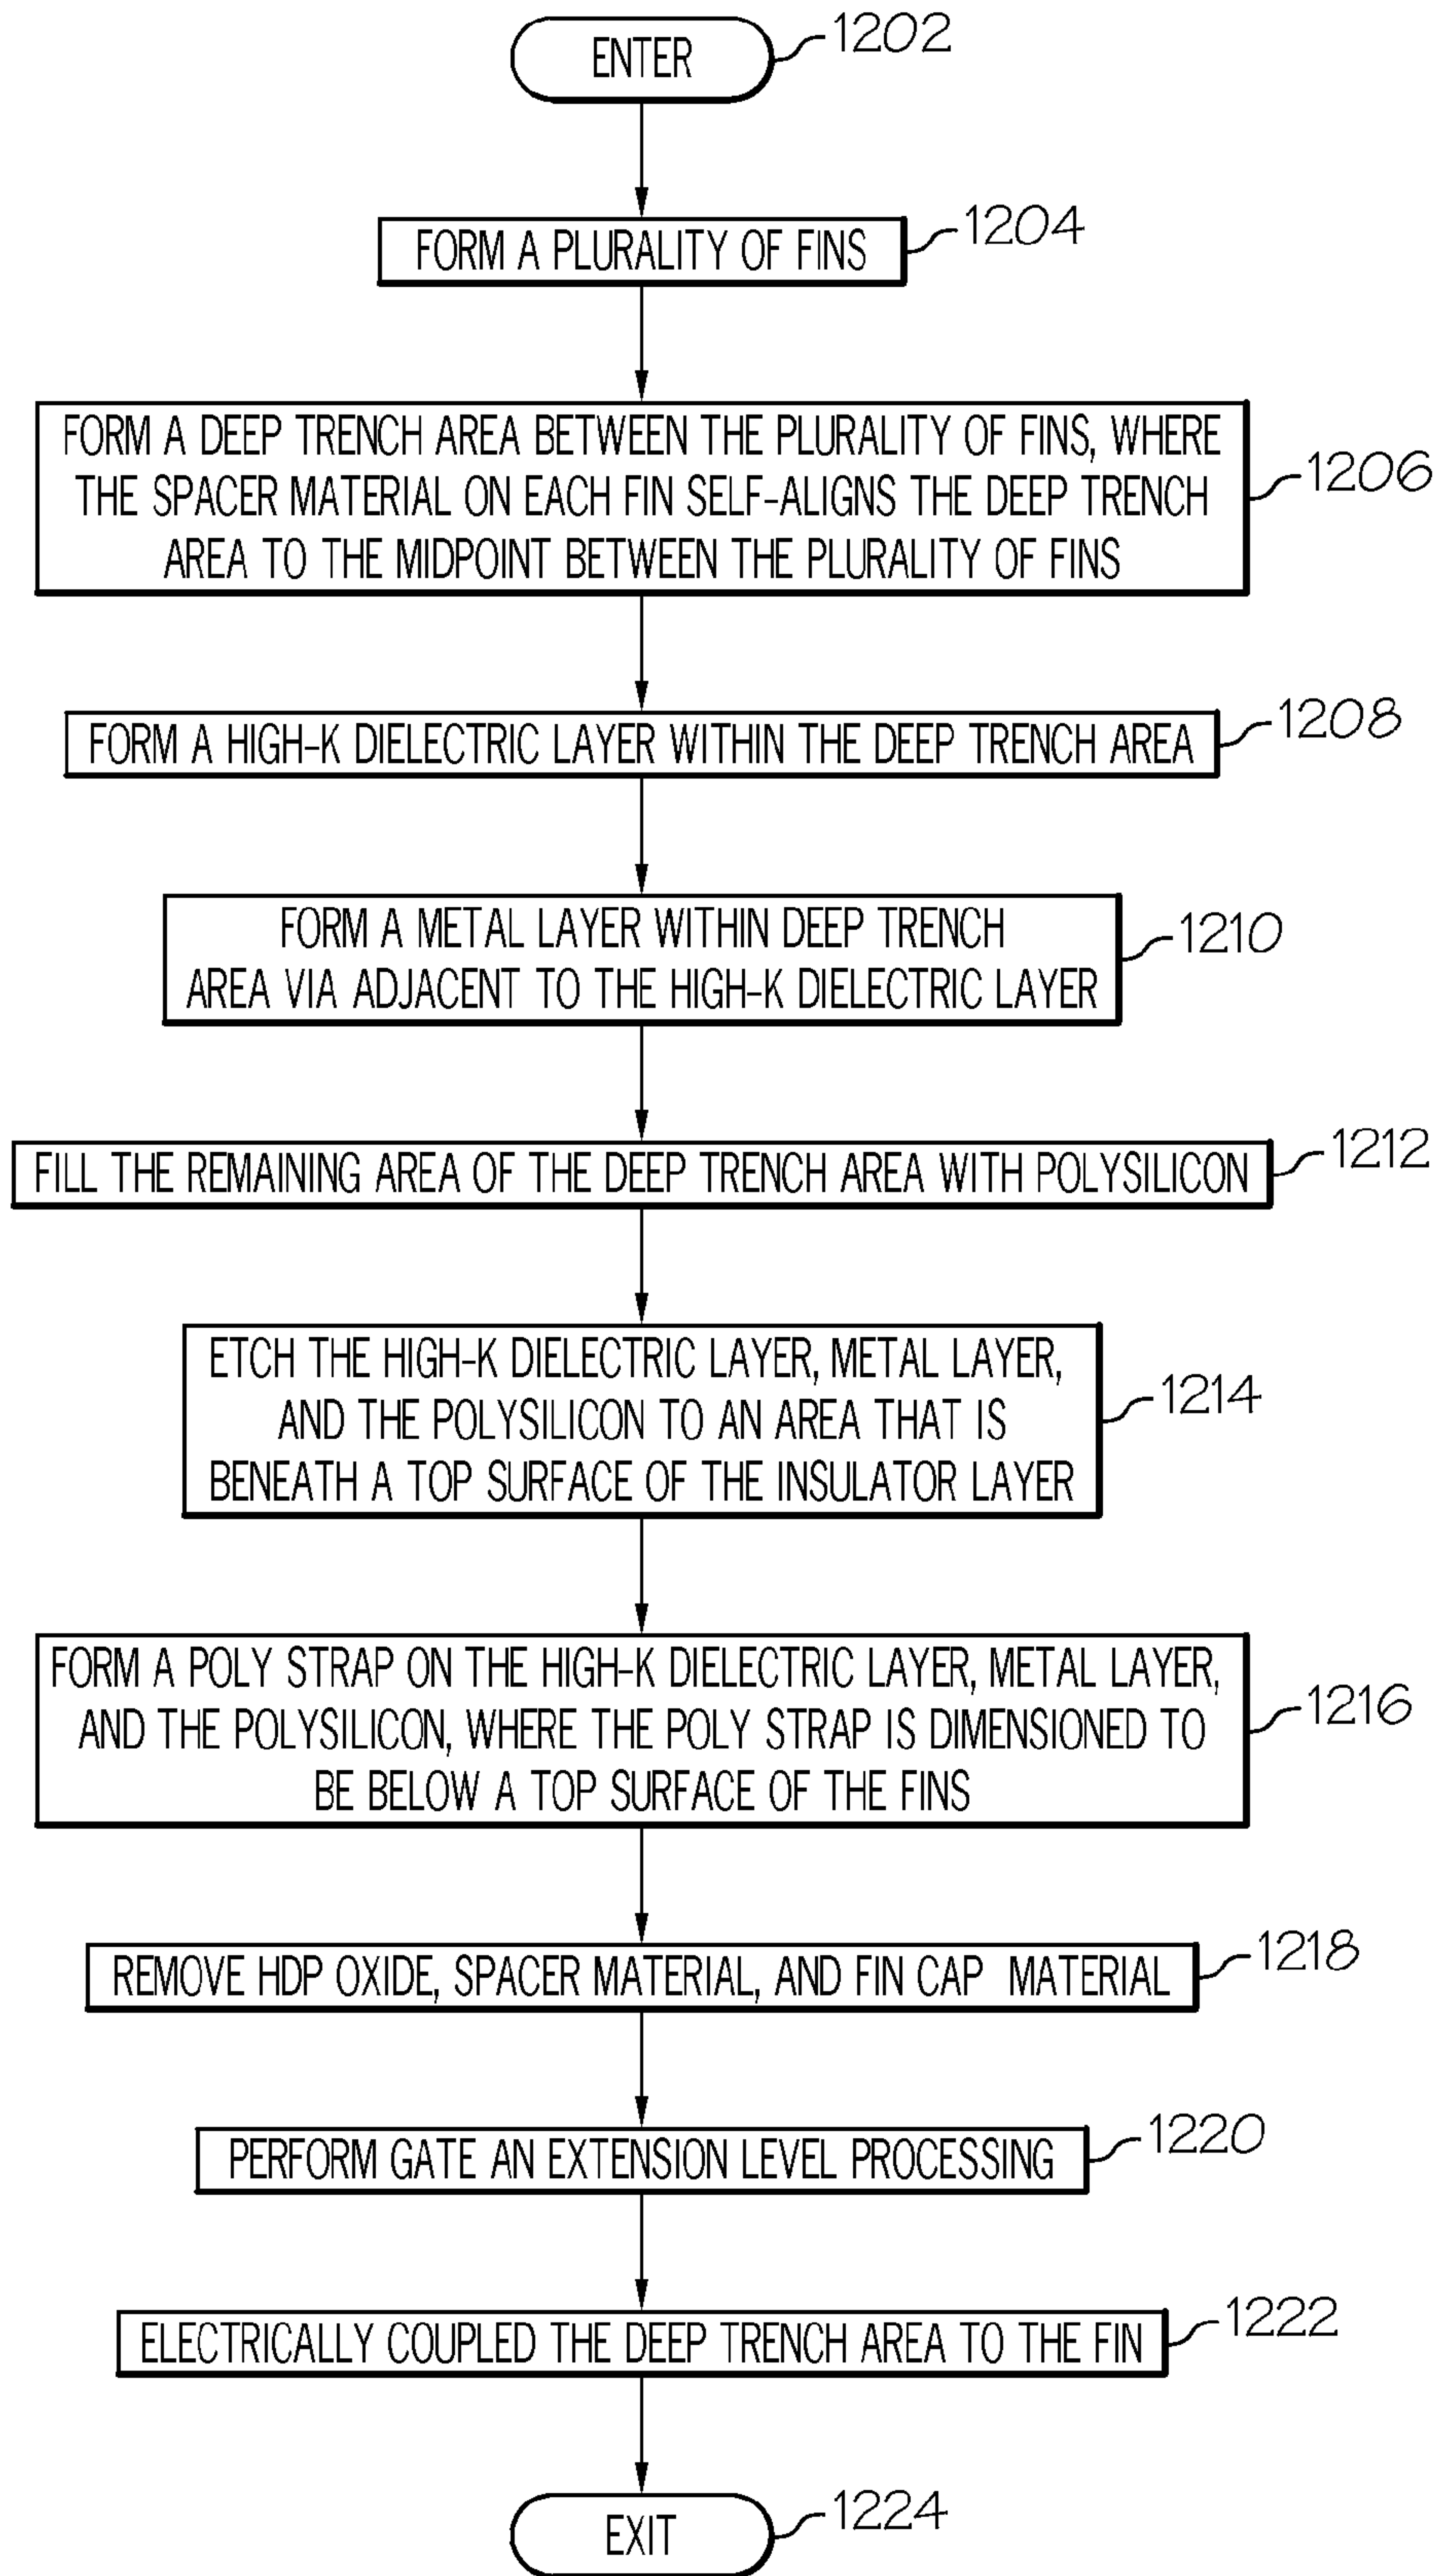 ENTER
1202
FORM A PLURALITY OF FINS
1204
FORM A DEEP TRENCH AREA BETWEEN THE PLURALITY OF FINS, WHERE
THE SPACER MATERIAL ON EACH FIN SELF-ALIGNS THE DEEP TRENCH
AREA TO THE MIDPOINT BETWEEN THE PLURALITY OF FINS
1206
FORM A HIGH-K DIELECTRIC LAYER WITHIN THE DEEP TRENCH AREA
1208
FORM A METAL LAYER WITHIN DEEP TRENCH
AREA VIA ADJACENT TO THE HIGH-K DIELECTRIC LAYER
1210
FILL THE REMAINING AREA OF THE DEEP TRENCH AREA WITH POLYSILICON
1212
ETCH THE HIGH-K DIELECTRIC LAYER, METAL LAYER,
AND THE POLYSILICON TO AN AREA THAT IS
BENEATH A TOP SURFACE OF THE INSULATOR LAYER
1214
FORM A POLY STRAP ON THE HIGH-K DIELECTRIC LAYER, METAL LAYER,
AND THE POLYSILICON, WHERE THE POLY STRAP IS DIMENSIONED TO
BE BELOW A TOP SURFACE OF THE FINS
1216
REMOVE HDP OXIDE, SPACER MATERIAL, AND FIN CAP MATERIAL
1218
PERFORM GATE AN EXTENSION LEVEL PROCESSING
1220
ELECTRICALLY COUPLED THE DEEP TRENCH AREA TO THE FIN
1222
EXIT
1224